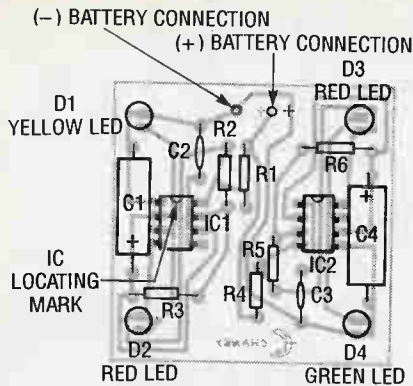 (–) BATTERY CONNECTION
(+) BATTERY CONNECTION
D3
RED LED
D1
YELLOW LED
R2
C2
R6
R1
C1
IC1
IC2
C4
+
+
+
+
IC
LOCATING
MARK
R5
R3
R4
C3
D2
RED LED
D4
GREEN LED